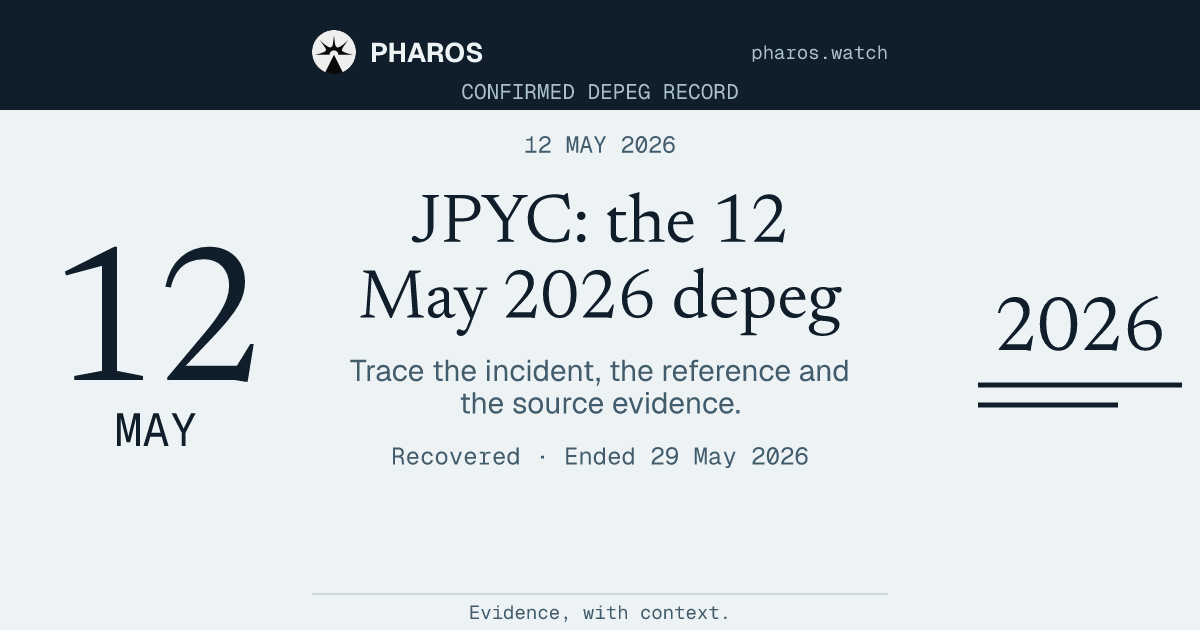 PHAROS
pharos.watch
CONFIRMED DEPEG RECORD
12 MAY 2026
JPYC: the 12
May 2026 depeg
Trace the incident, the reference and
the source evidence.
Recovered · Ended 29 May 2026
12
MAY
2026
Evidence, with context.